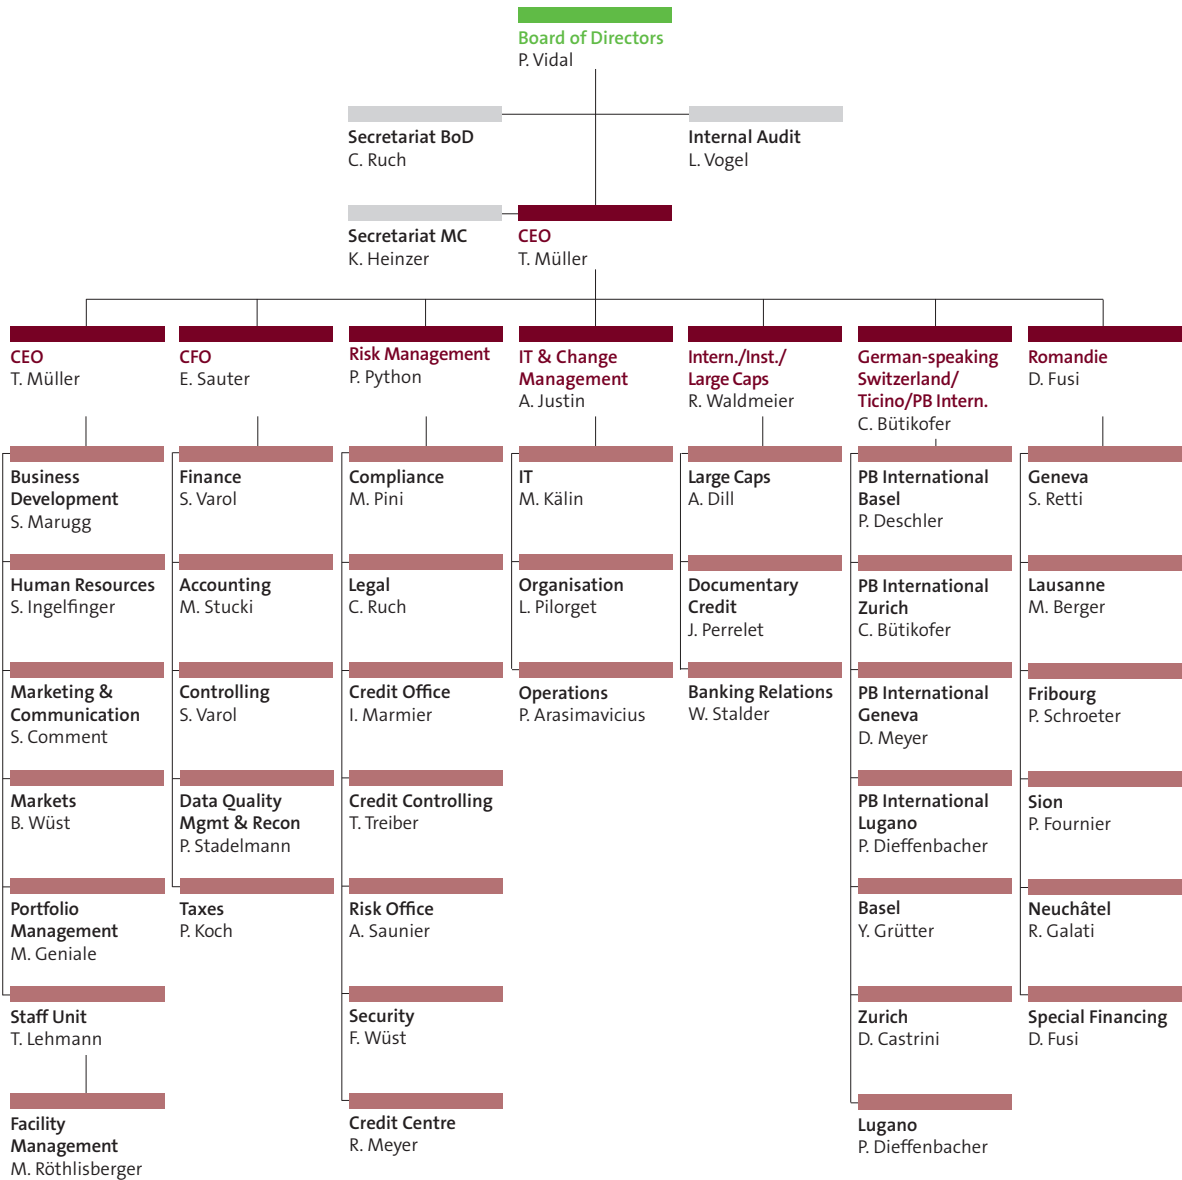 Board of Directors
P. Vidal
Secretariat BoD
C. Ruch
Internal Audit
L. Vogel
Secretariat MC
K. Heinzer
CEO
T. Müller
CEO
T. Müller
Business
Development
S. Marugg
Human Resources
S. Ingelfinger
Marketing &
Communication
S. Comment
Markets
B. Wüst
Portfolio
Management
M. Geniale
Staff Unit
T. Lehmann
Facility
Management
M. Röthlisberger
CFO
E. Sauter
Finance
S. Varol
Accounting
M. Stucki
Controlling
S. Varol
Data Quality
Mgmt & Recon
P. Stadelmann
Taxes
P. Koch
Risk Management
P. Python
Compliance
M. Pini
Legal
C. Ruch
Credit Office
I. Marmier
Credit Controlling
T. Treiber
Risk Office
A. Saunier
Security
F. Wüst
Credit Centre
R. Meyer
IT & Change
Management
A. Justin
IT
M. Kälin
Organisation
L. Pilorget
Operations
P. Arasimavicius
Intern./Inst./
Large Caps
R. Waldmeier
Large Caps
A. Dill
Documentary
Credit
J. Perrelet
Banking Relations
W. Stalder
German-speaking
Switzerland/
Ticino/PB Intern.
C. Bütikofer
PB International
Basel
P. Deschler
PB International
Zurich
C. Bütikofer
PB International
Geneva
D. Meyer
PB International
Lugano
P. Dieffenbacher
Basel
Y. Grütter
Zurich
D. Castrini
Lugano
P. Dieffenbacher
Romandie
D. Fusi
Geneva
S. Retti
Lausanne
M. Berger
Fribourg
P. Schroeter
Sion
P. Fournier
Neuchâtel
R. Galati
Special Financing
D. Fusi